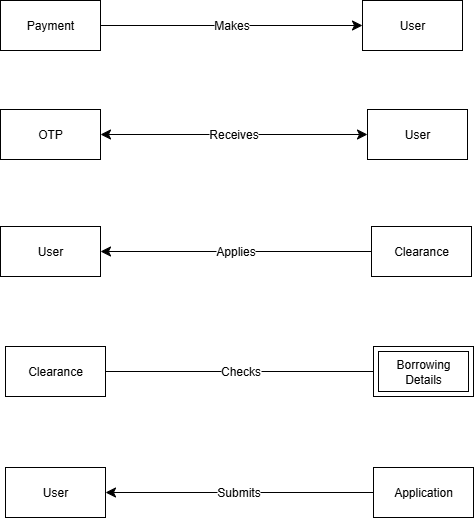 Payment Makes User
OTP Receives User
User Applies Clearance
Clearance Checks Borrowing
Details
User Submits Application